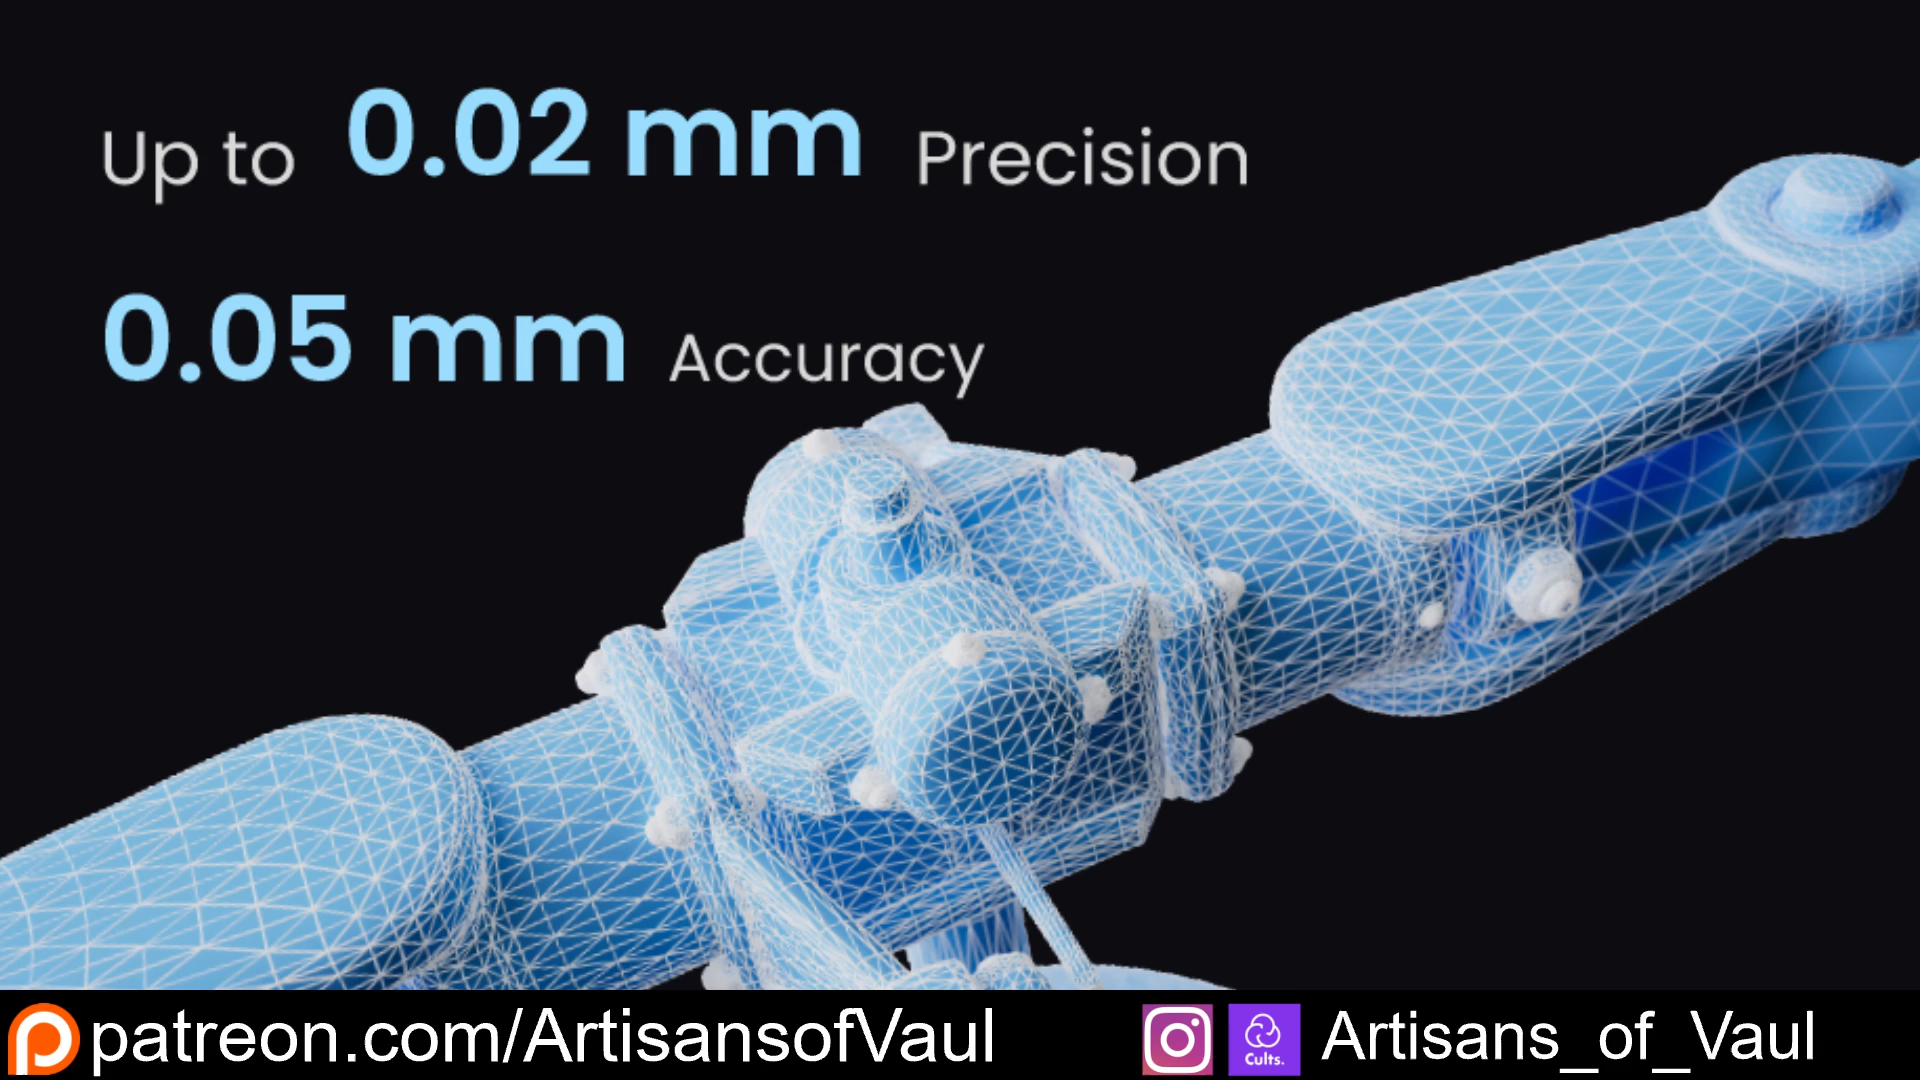 Up to 0.02 mm Precision
0.05 mm Accuracy
patreon.com/ArtisansofVaul
Cults.
Artisans_of_Vaul